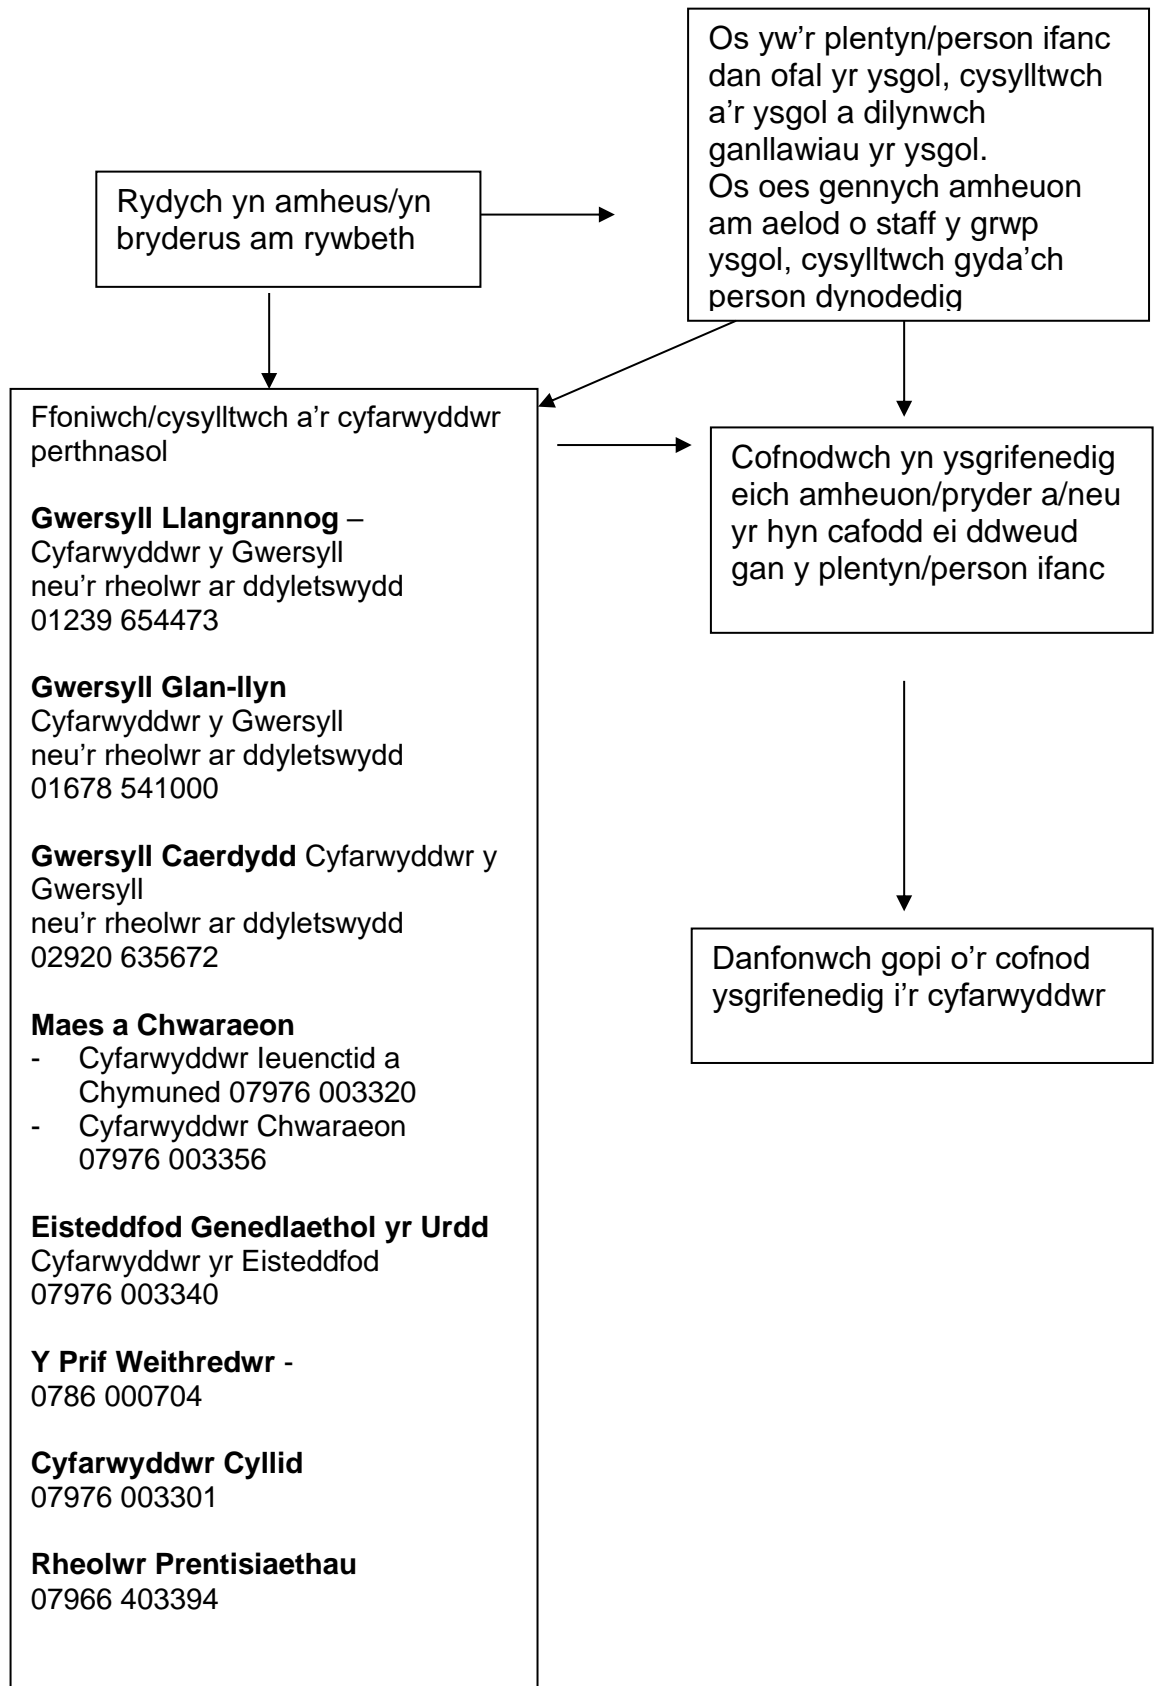 Os yw'r plentyn/person ifanc
dan ofal yr ysgol, cysylltwch
a'r ysgol a dilynwch
ganllawiau yr ysgol.
Os oes gennych amheuon
am aelod o staff y grwp
ysgol, cysylltwch gyda'ch
person dynodedig
Rydych yn amheus/yn
bryderus am rywbeth
Ffoniwch/cysylltwch a'r cyfarwyddwr
perthnasol
Gwersyll Llangrannog –
Cyfarwyddwr y Gwersyll
neu'r rheolwr ar ddyletswydd
01239 654473
Gwersyll Glan-llyn
Cyfarwyddwr y Gwersyll
neu'r rheolwr ar ddyletswydd
01678 541000
Gwersyll Caerdydd Cyfarwyddwr y
Gwersyll
neu'r rheolwr ar ddyletswydd
02920 635672
Maes a Chwaraeon
- Cyfarwyddwr Ieuenctid a
Chymuned 07976 003320
- Cyfarwyddwr Chwaraeon
07976 003356
Eisteddfod Genedlaethol yr Urdd
Cyfarwyddwr yr Eisteddfod
07976 003340
Y Prif Weithredwr -
0786 000704
Cyfarwyddwr Cyllid
07976 003301
Rheolwr Prentisiaethau
07966 403394
Cofnodwch yn ysgrifenedig
eich amheuon/pryder a/neu
yr hyn cafodd ei ddweud
gan y plentyn/person ifanc
Danfonwch gopi o'r cofnod
ysgrifenedig i'r cyfarwyddwr